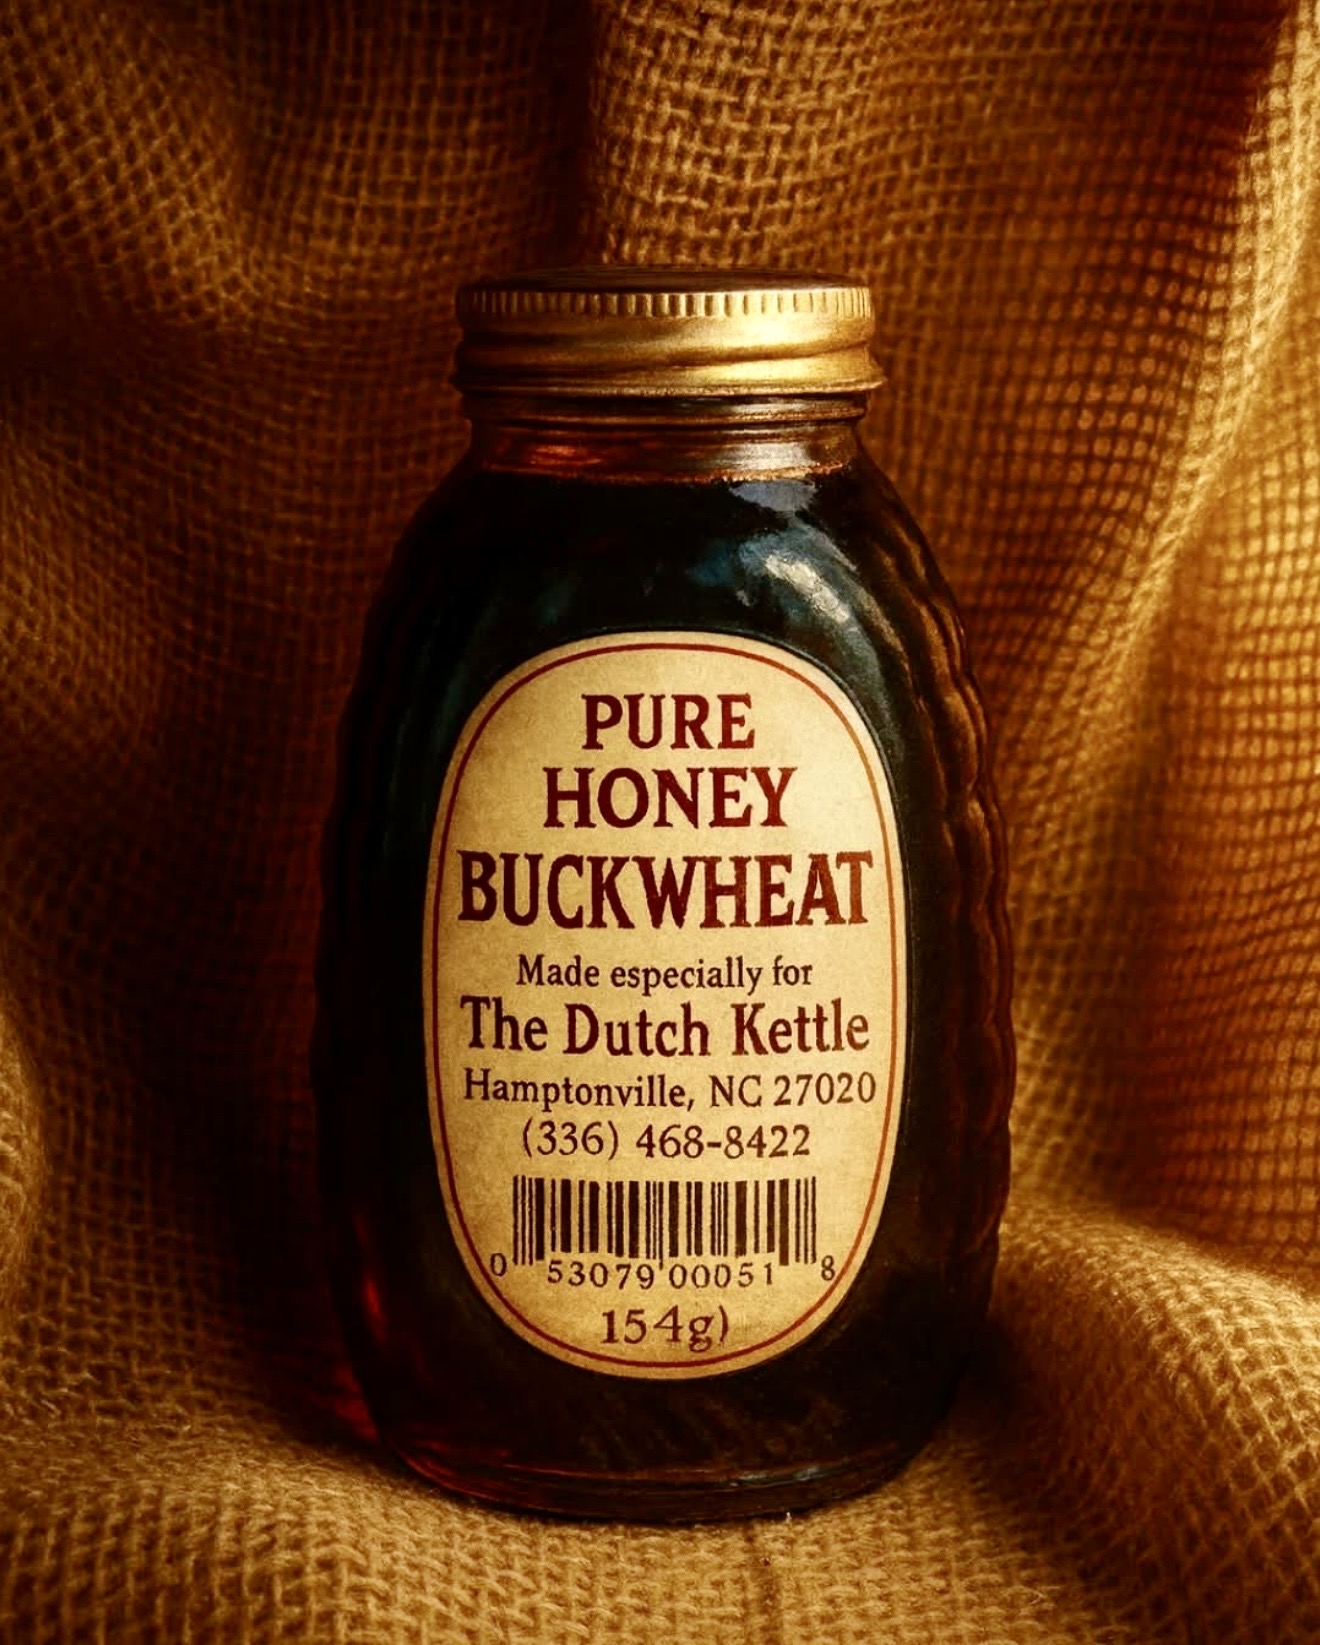 PURE
HONEY
BUCKWHEAT
Made especially for
The Dutch Kettle
Hamptonville, NC 27020
(336) 468-8422
0 53079 00051 8
154g)